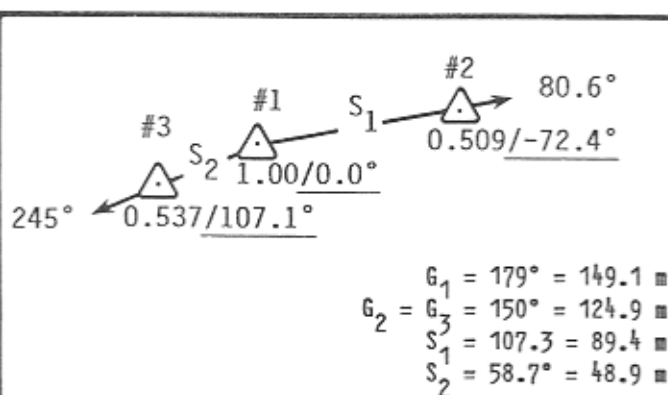 #2
80.6°
#1
S1
#3
0.509/-72.4°
S2
1.00/0.0°
245°
0.537/107.1°
G1 = 179° = 149.1 m
G2 = G3 = 150° = 124.9 m
S1 = 107.3 = 89.4 m
S2 = 58.7° = 48.9 m